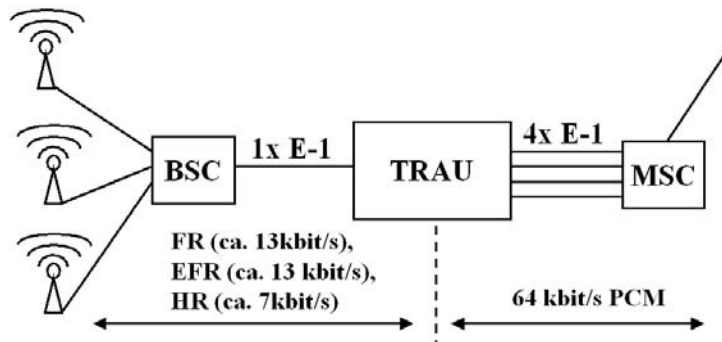 BSC
1x E-1
TRAU
4x E-1
MSC
FR (ca. 13kbit/s),
EFR (ca. 13 kbit/s),
HR (ca. 7kbit/s)
64 kbit/s PCM